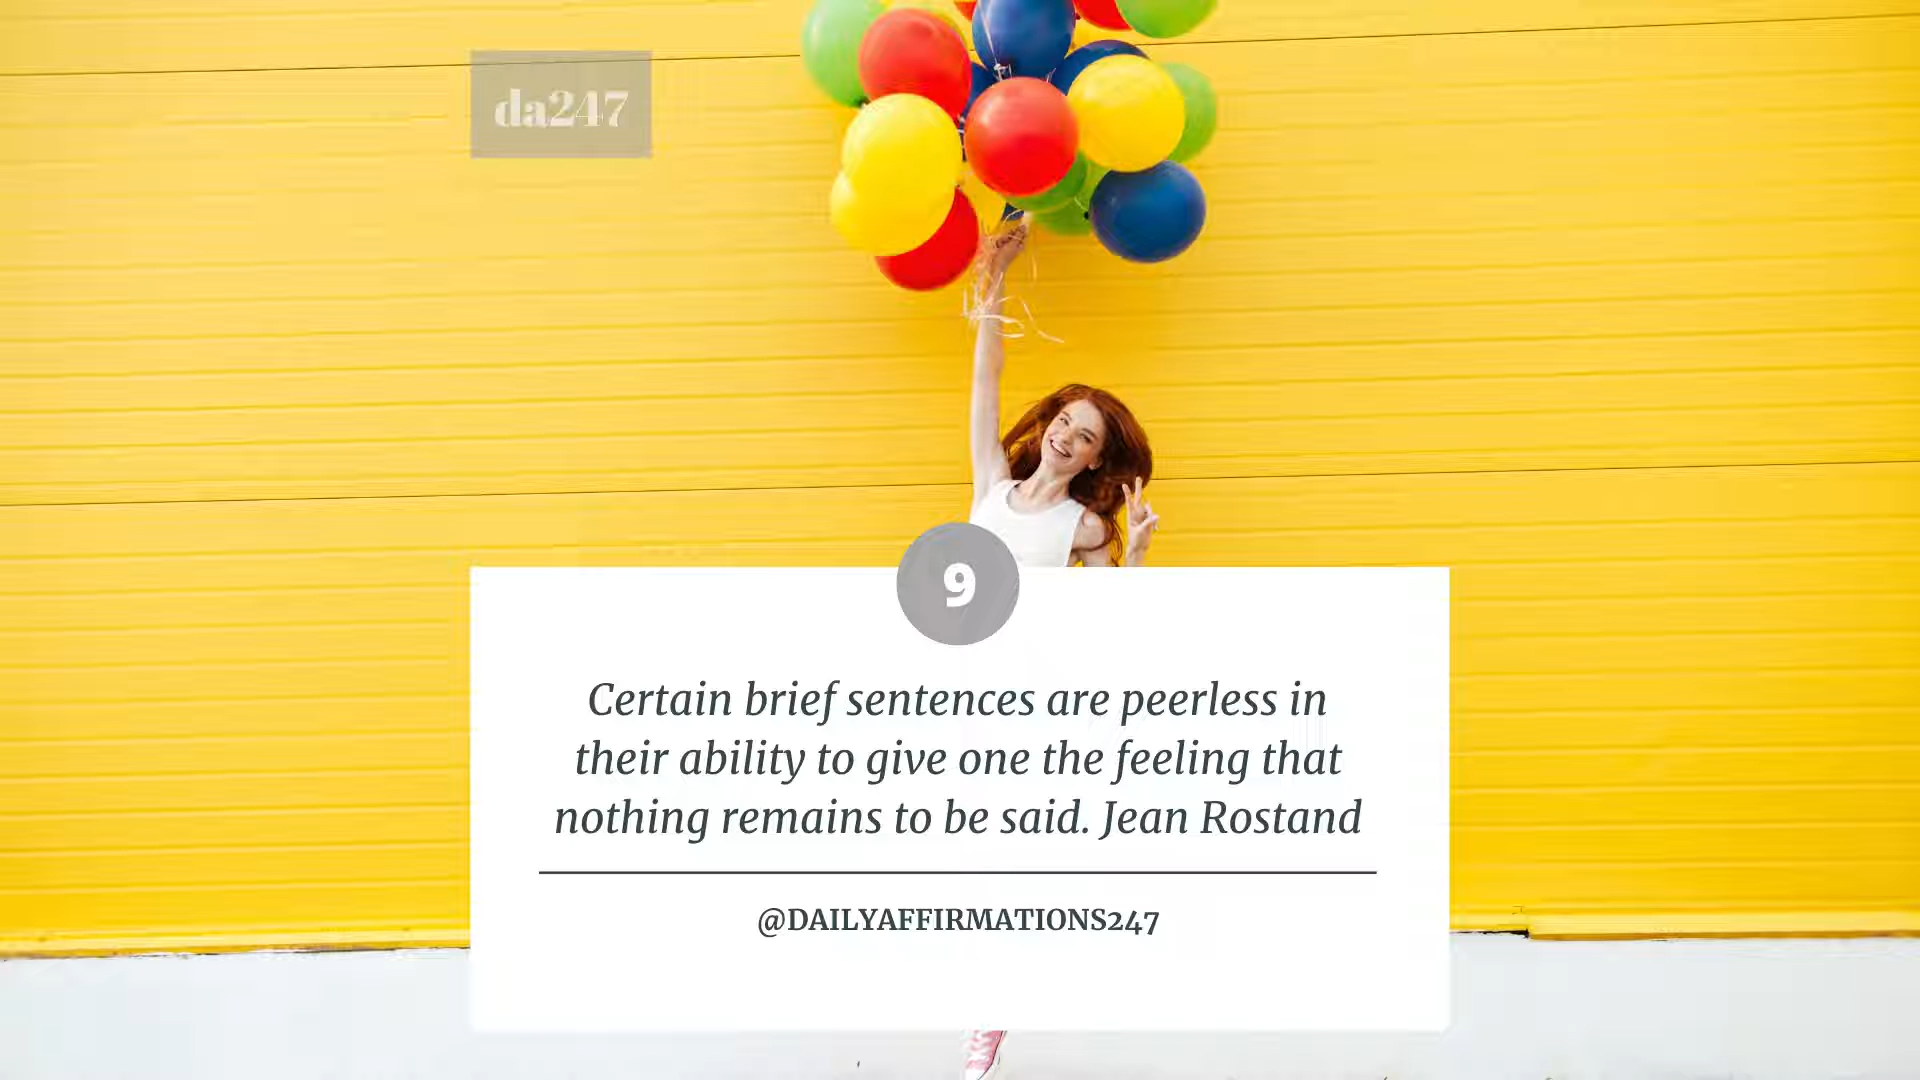 da247
9
Certain brief sentences are peerless in
their ability to give one the feeling that
nothing remains to be said. Jean Rostand
@DAILYAFFIRMATIONS247